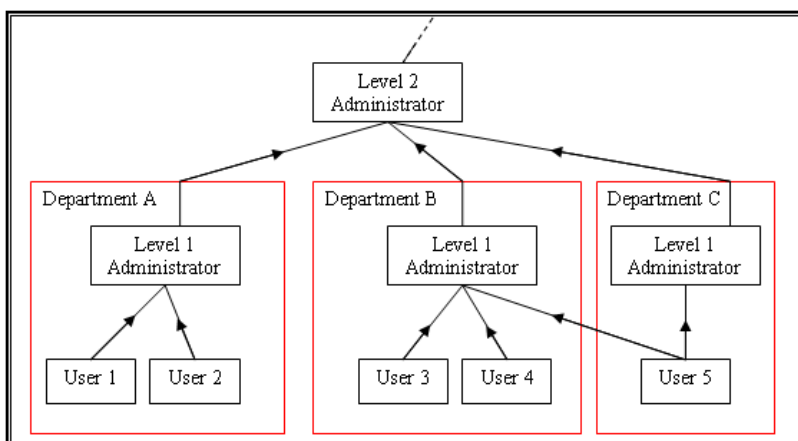 Level 2
Administrator
Department A
Department B
Department C
Level 1
Administrator
Level 1
Administrator
Level 1
Administrator
User 1
User 2
User 3
User 4
User 5